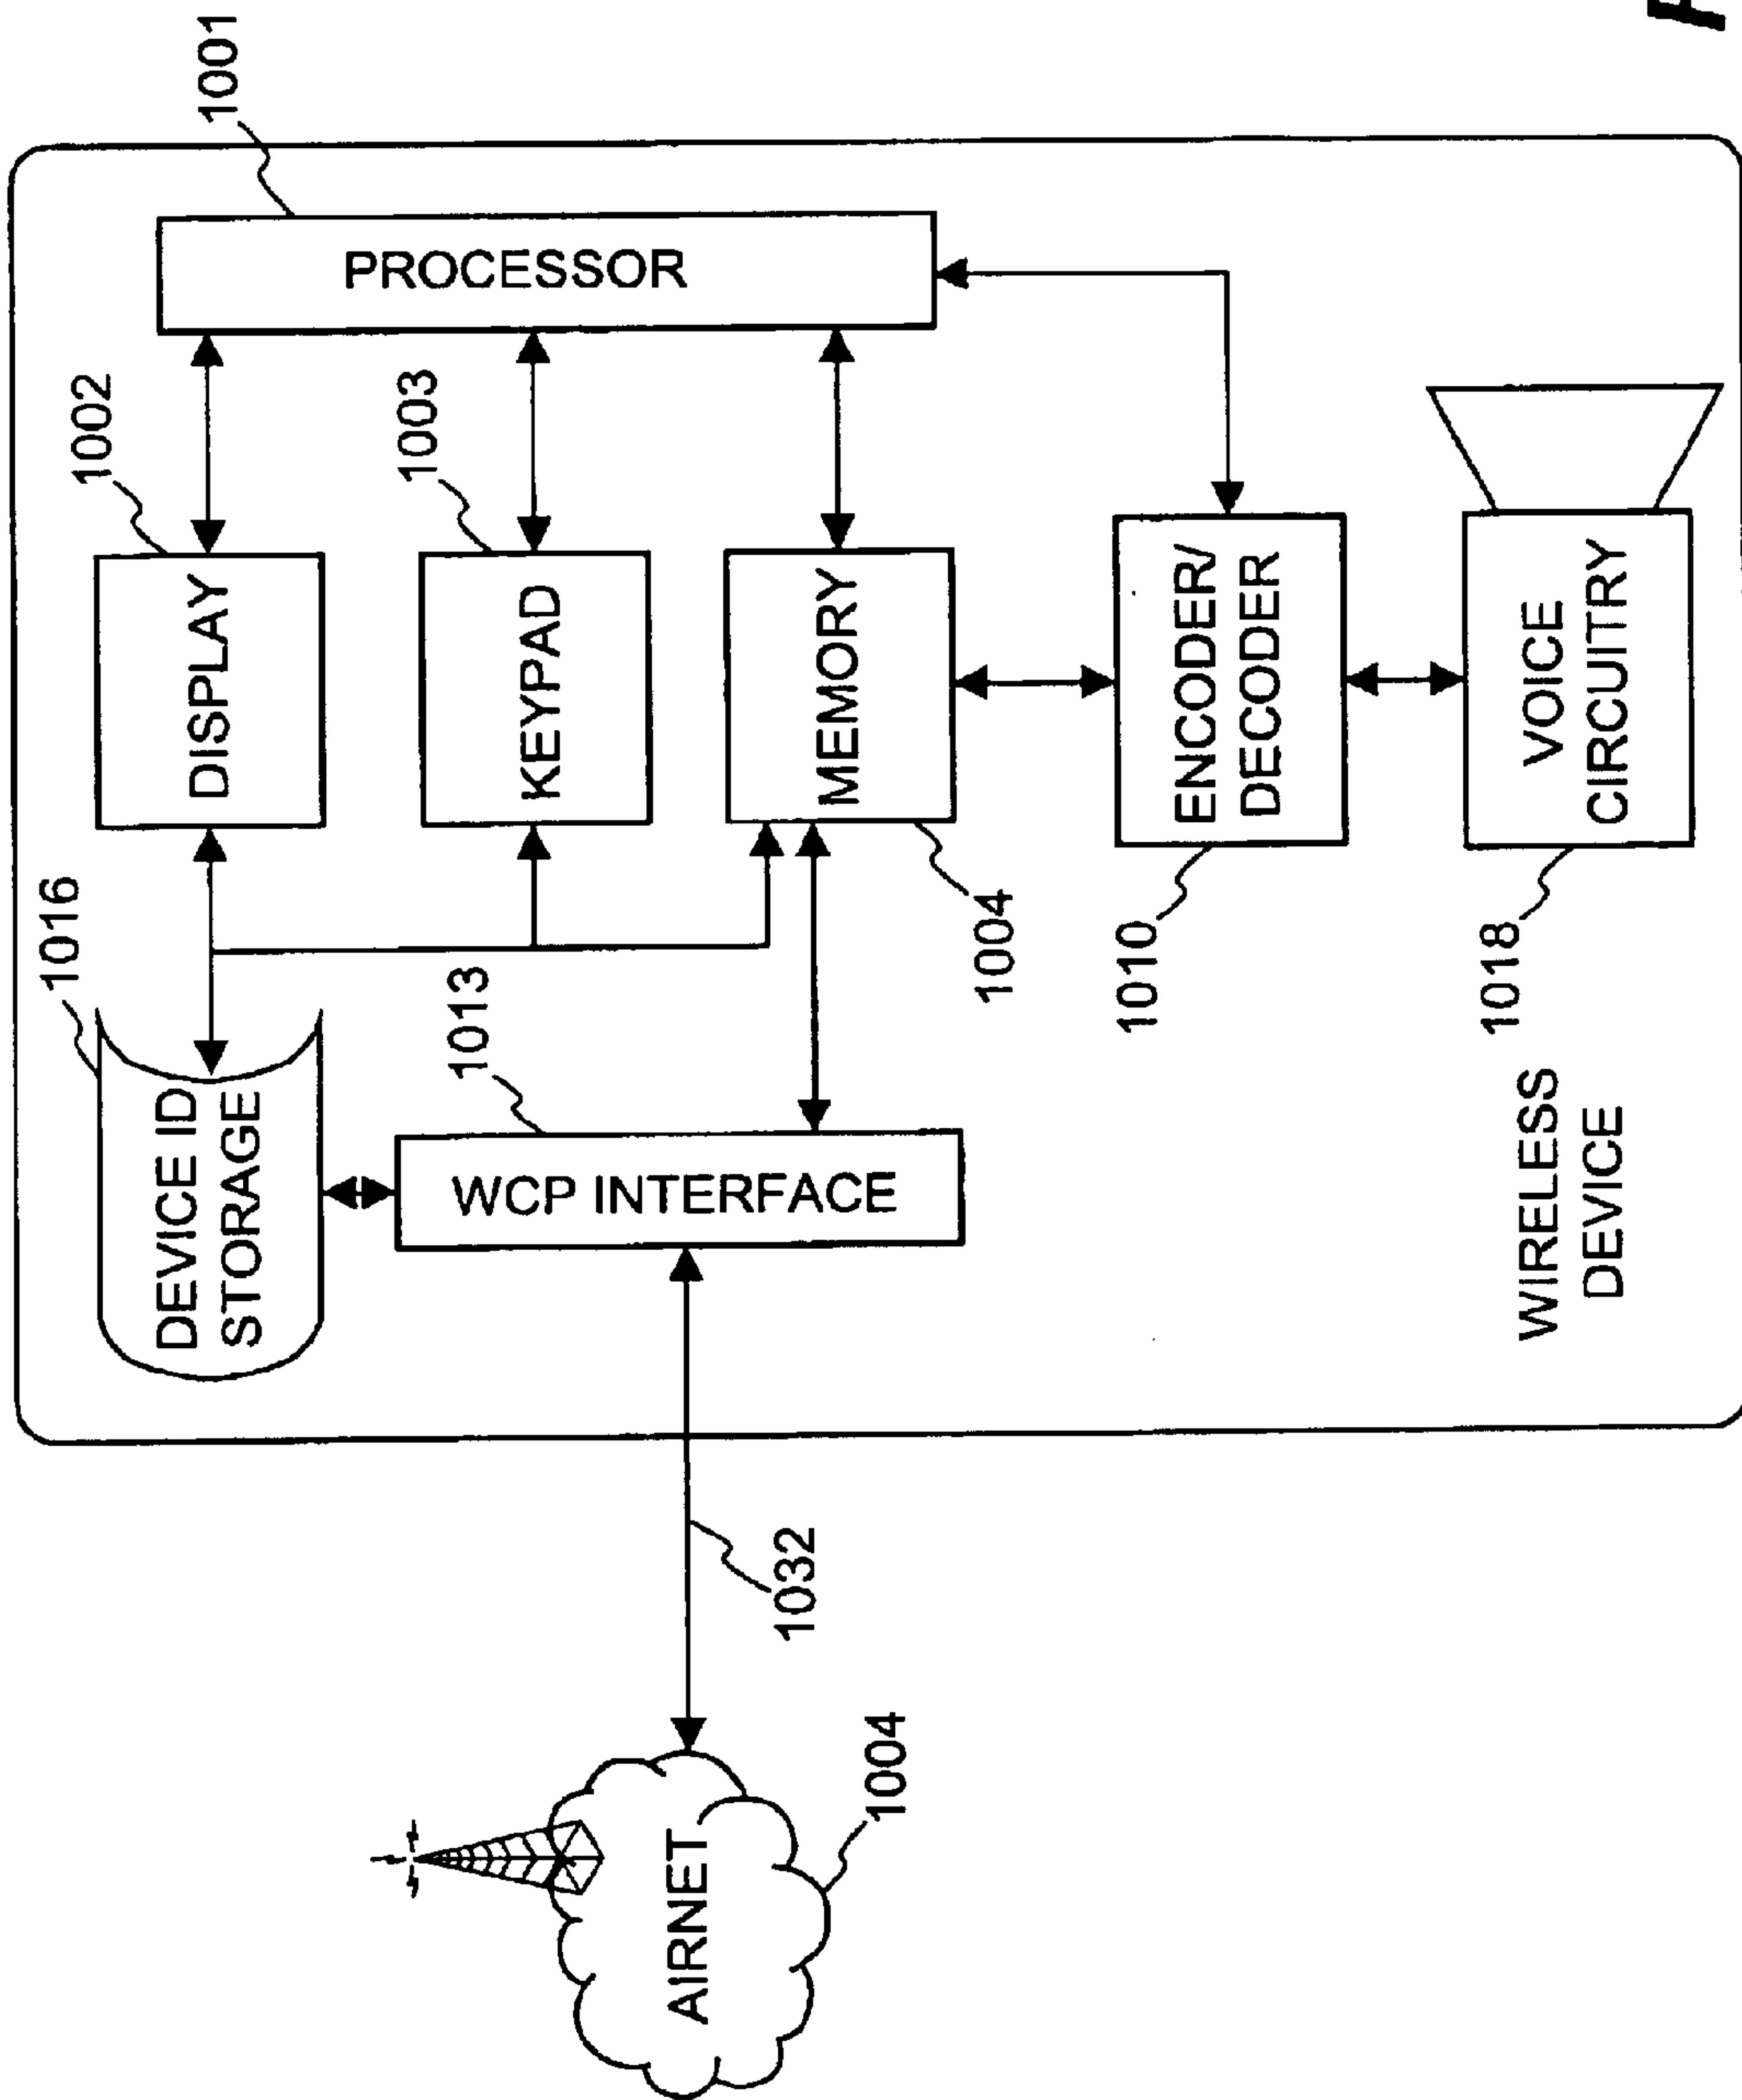 1016
1002
1001
DEVICE ID
STORAGE
DISPLAY
PROCESSOR
1003
1013
KEYPAD
WCP INTERFACE
AIRNET
1032
MEMORY
1004
1004
1010
ENCODER/
DECODER
1018
VOICE
CIRCUITRY
WIRELESS
DEVICE